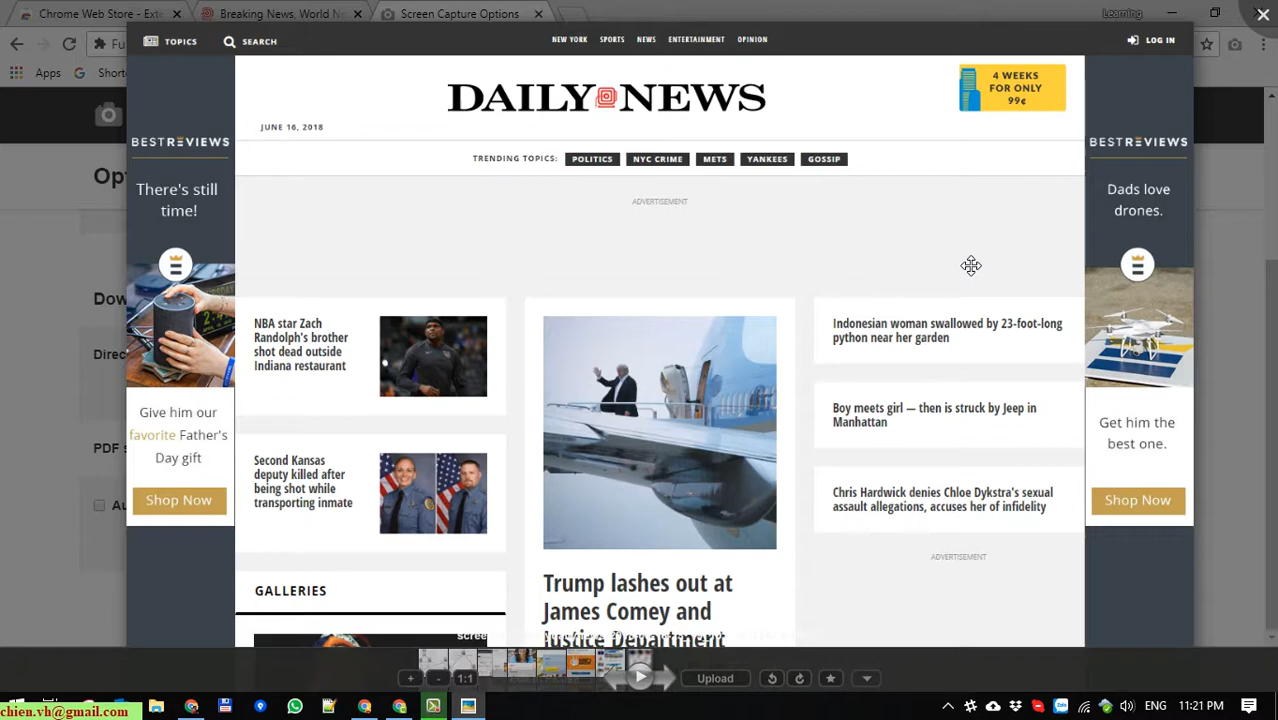 Chrome Web Store -
Breaking News - World
Screen Capture Options
Learning
Apps
TOPICS
SEARCH
NEW YORK SPORTS NEWS ENTERTAINMENT OPINION
LOG IN
DAILY NEWS
4 WEEKS
FOR ONLY
99¢
JUNE 16, 2018
TRENDING TOPICS: POLITICS NYC CRIME METS YANKEES GOSSIP
ADVERTISEMENT
BESTREVIEWS
There's still
time!
Give him our
favorite Father's
Day gift
Shop Now
BESTREVIEWS
Dads love
drones.
Get him the
best one.
Shop Now
NBA star Zach
Randolph's brother
shot dead outside
Indiana restaurant
Second Kansas
deputy killed after
being shot while
transporting inmate
GALLERIES
Trump lashes out at
James Comey and
Justice Department
Indonesian woman swallowed by 23-foot-long
python near her garden
Boy meets girl — then is struck by Jeep in
Manhattan
Chris Hardwick denies Chloe Dykstra's sexual
assault allegations, accuses her of infidelity
ADVERTISEMENT
Direc
PDF s
+ - 1:1
Upload
chien.vh@gmail.com
ENG 11:21 PM